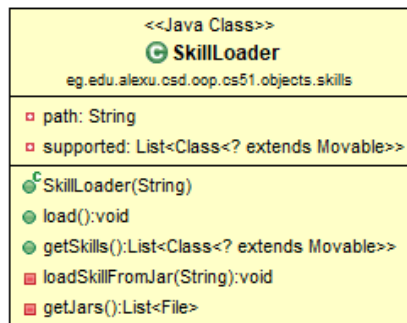 <<Java Class>>
SkillLoader
eg.edu.alexu.csd.oop.cs51.objects.skills
path: String
supported: List<Class<? extends Movable>>
SkillLoader(String)
load():void
getSkills():List<Class<? extends Movable>>
loadSkillFromJar(String):void
getJars():List<File>